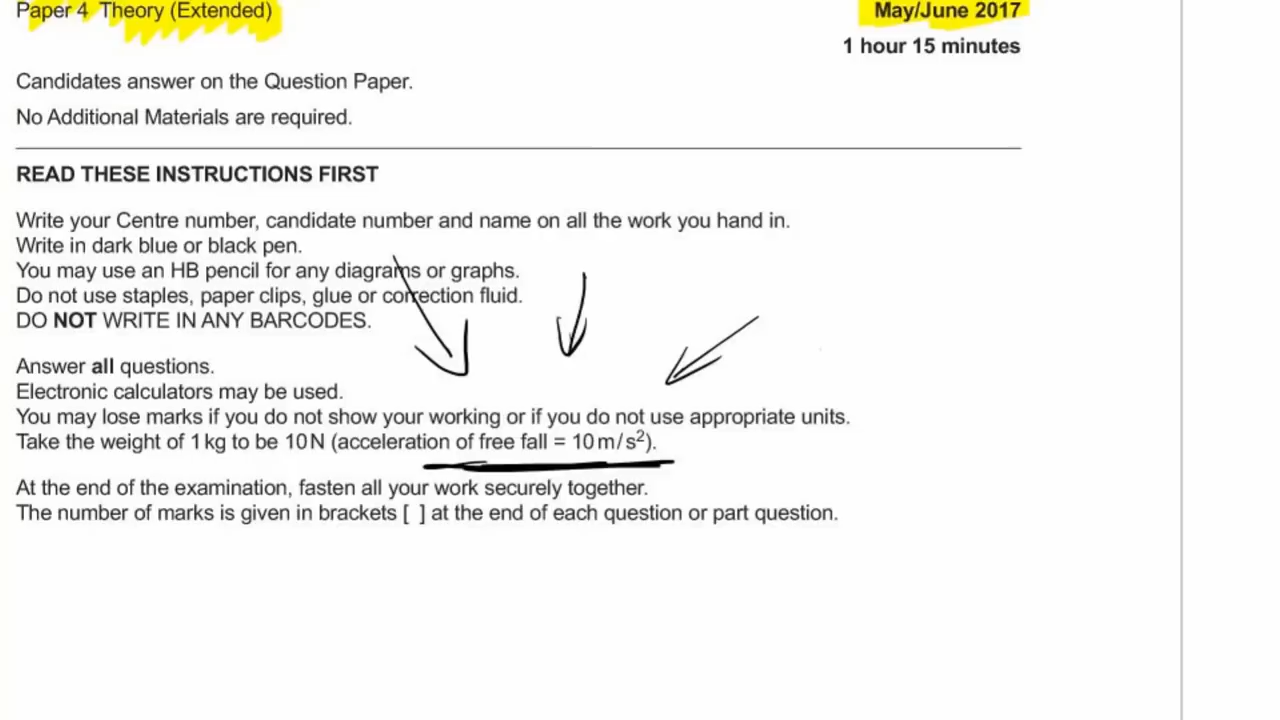 Paper 4 Theory (Extended)
May/June 2017
1 hour 15 minutes
Candidates answer on the Question Paper.
No Additional Materials are required.
READ THESE INSTRUCTIONS FIRST
Write your Centre number, candidate number and name on all the work you hand in.
Write in dark blue or black pen.
You may use an HB pencil for any diagrams or graphs.
Do not use staples, paper clips, glue or correction fluid.
DO NOT WRITE IN ANY BARCODES.
Answer all questions.
Electronic calculators may be used.
You may lose marks if you do not show your working or if you do not use appropriate units.
Take the weight of 1 kg to be 10 N (acceleration of free fall = 10 m/s²).
At the end of the examination, fasten all your work securely together.
The number of marks is given in brackets [ ] at the end of each question or part question.